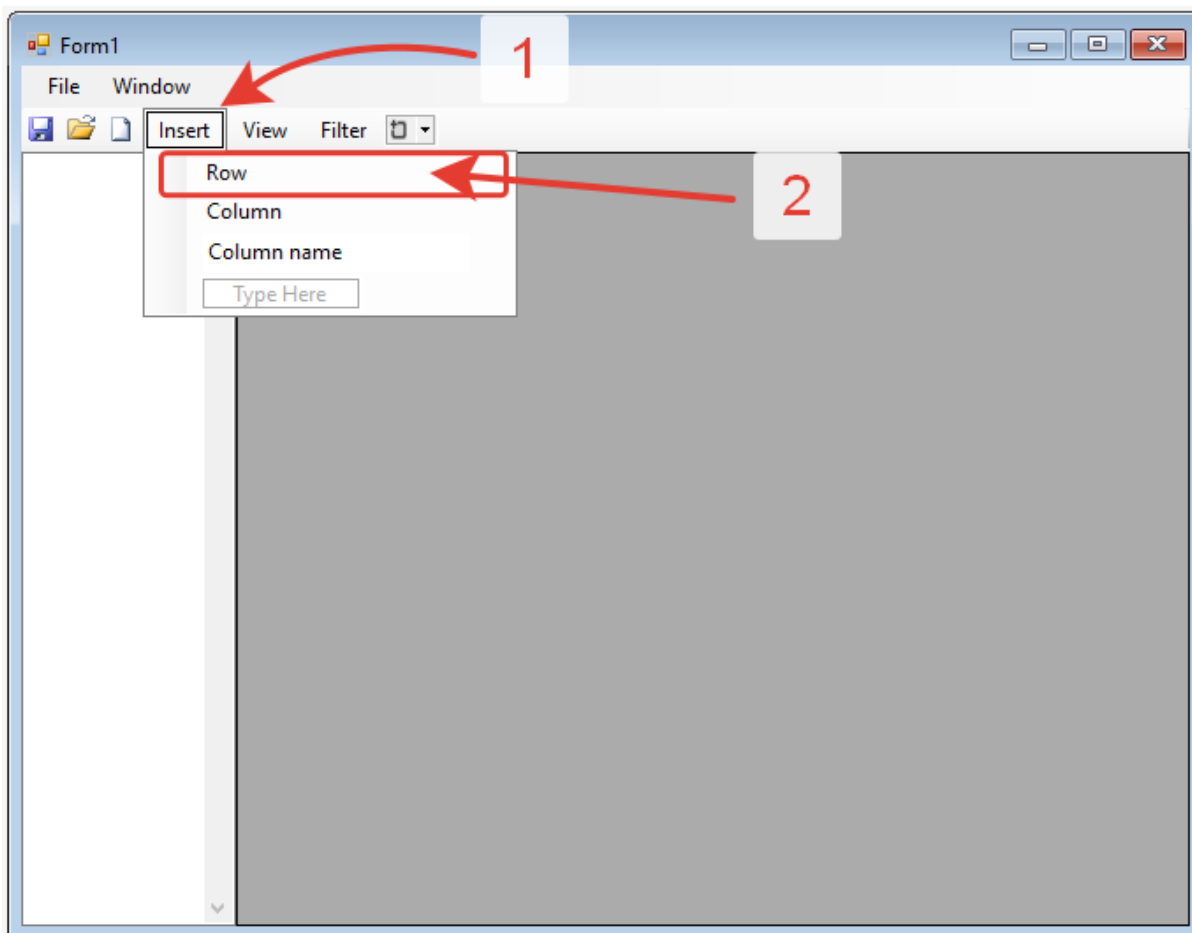 Form1
1
File Window
Insert View Filter
Row
2
Column
Column name
Type Here